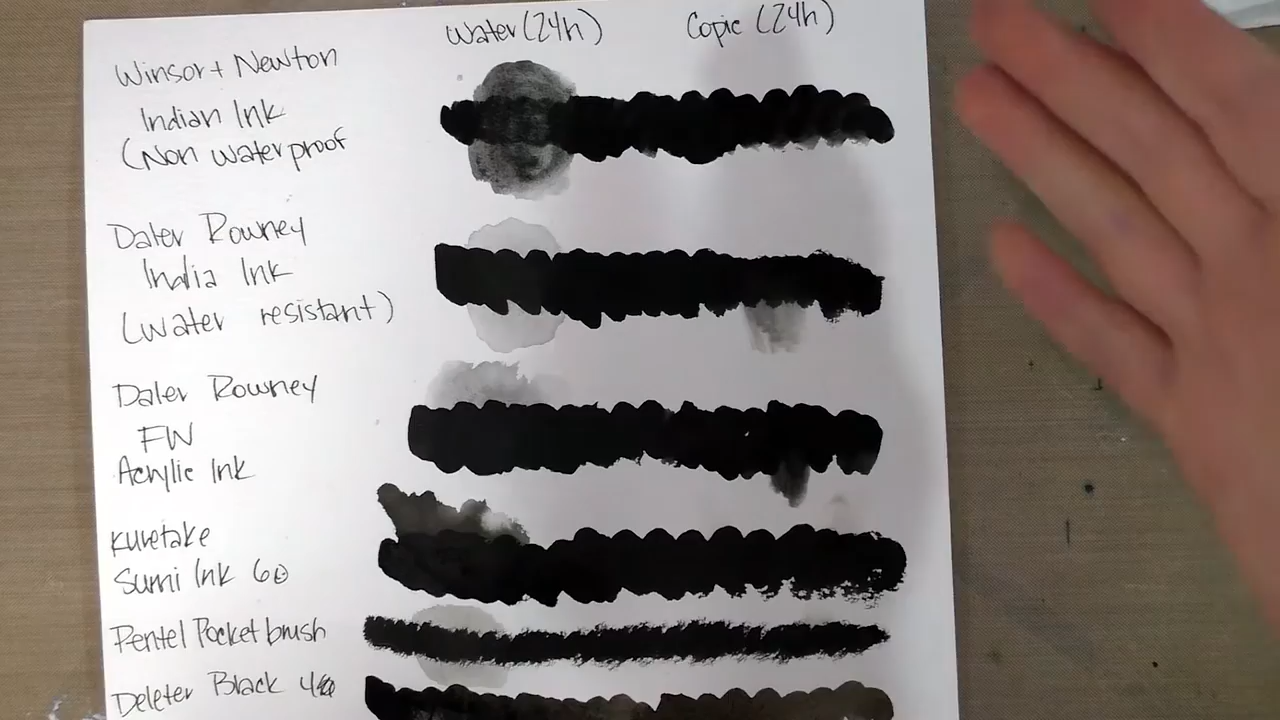 Water (24h) Copic (24h)
Winsor + Newton
Indian Ink
(Non waterproof
Daler Rowney
India Ink
(water resistant)
Daler Rowney
FW
Acrylic Ink
Kuretake
Sumi Ink 60
Pentel Pocket brush
Deleter Black 4